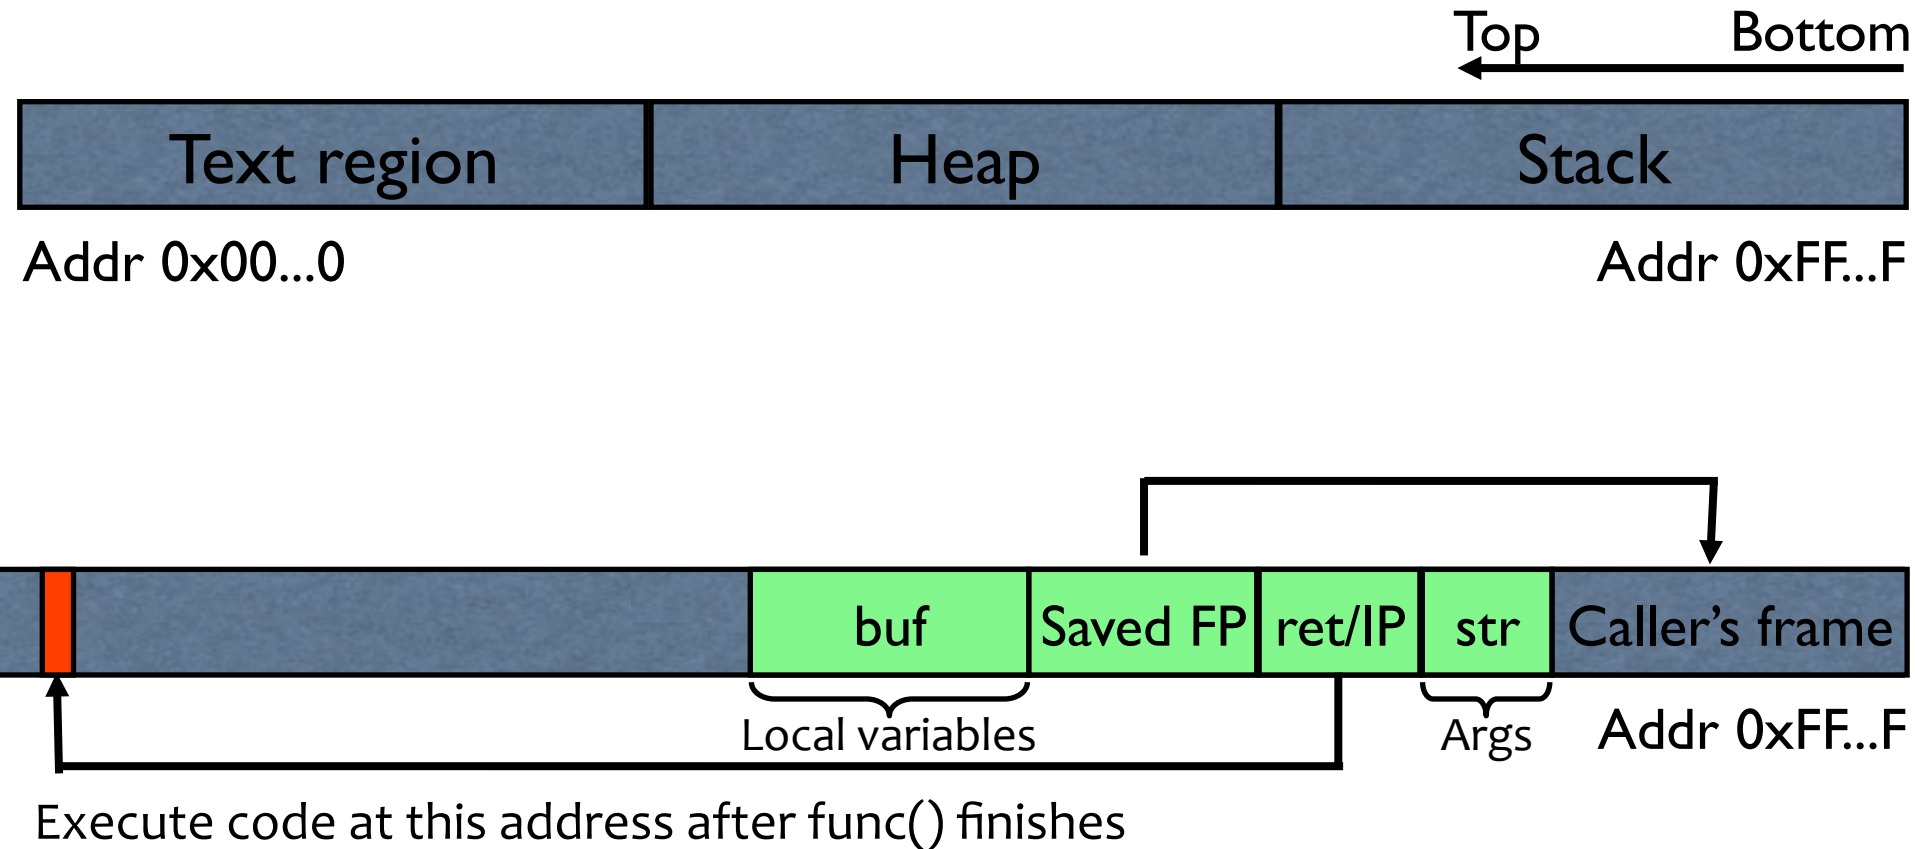 Top Bottom
Text region Heap Stack
Addr 0x00...0 Addr 0xFF...F
buf Saved FP ret/IP str Caller’s frame
Local variables Args Addr 0xFF...F
Execute code at this address after func() finishes